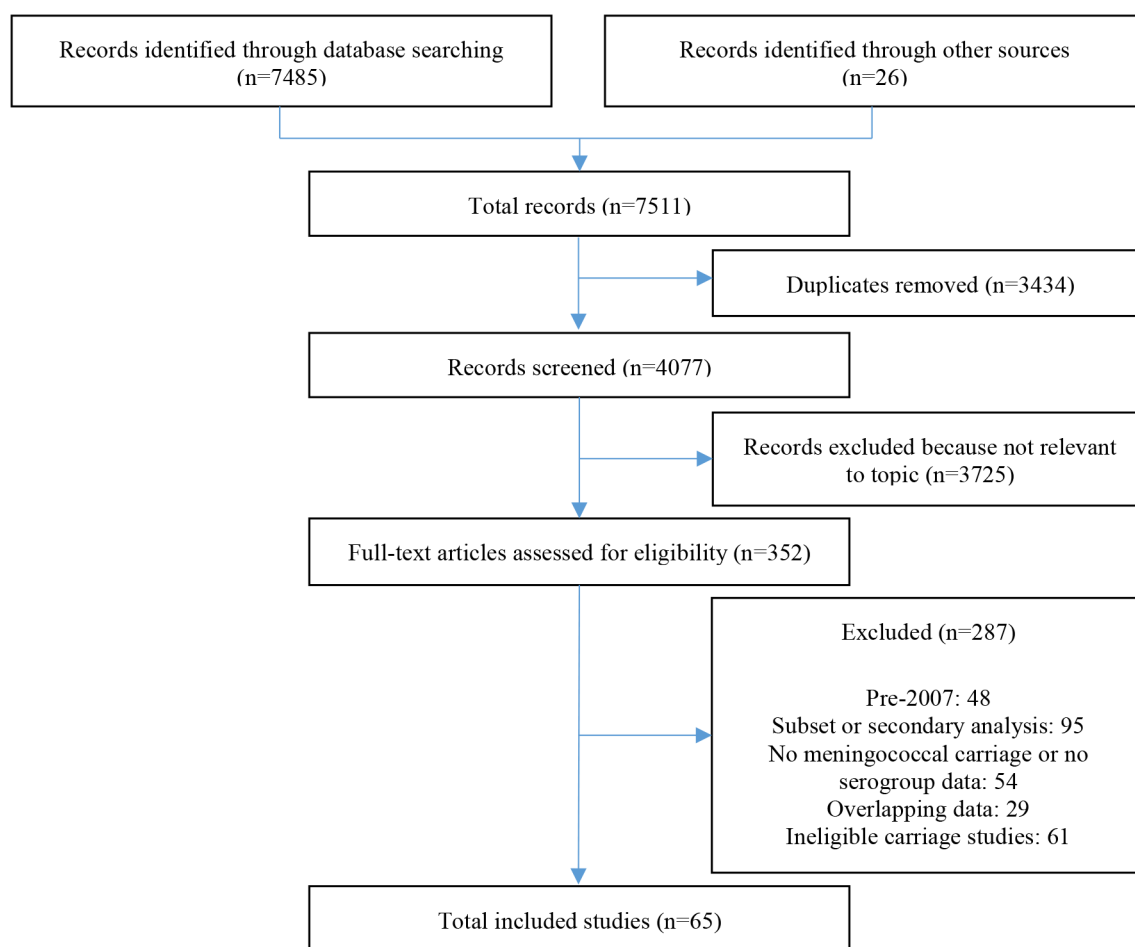 Records identified through database searching
(n=7485)
Records identified through other sources
(n=26)
Total records (n=7511)
Duplicates removed (n=3434)
Records screened (n=4077)
Records excluded because not relevant
to topic (n=3725)
Full-text articles assessed for eligibility (n=352)
Excluded (n=287)
Pre-2007: 48
Subset or secondary analysis: 95
No meningococcal carriage or no
serogroup data: 54
Overlapping data: 29
Ineligible carriage studies: 61
Total included studies (n=65)